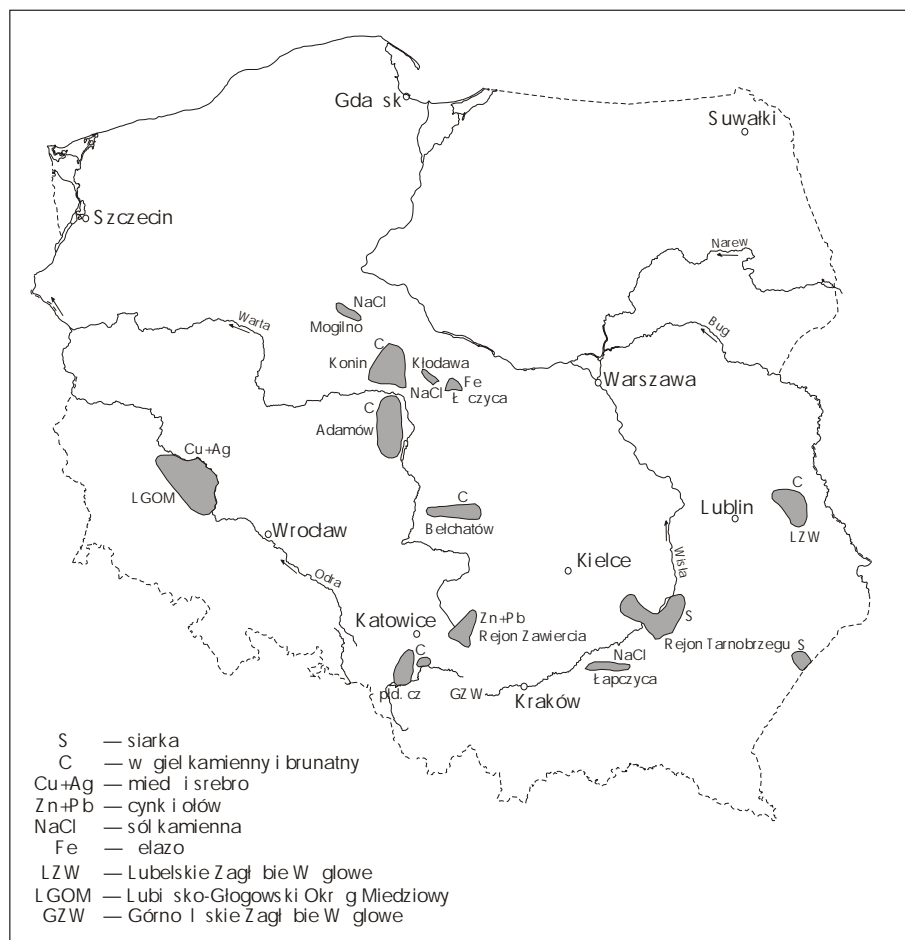 Gda sk
Suwałki
Szczecin
Narew
NaCl
Mogilno
Warta
Bug
C
Konin
Kłodawa
Fe
NaCl
Ł czyca
Warszawa
C
Adamów
Cu+Ag
LGOM
C
Bełchatów
Lublin
C
LZW
Wrocław
Odra
Kielce
Wisła
Katowice
Zn+Pb
Rejon Zawiercia
S
Rejon Tarnobrzegu
S
C
płd. cz
GZW
NaCl
Łapczyca
Kraków
S — siarka
C — w giel kamienny i brunatny
Cu+Ag — mied i srebro
Zn+Pb — cynk i ołów
NaCl — sól kamienna
Fe — elazo
LZW — Lubelskie Zagł bie W glowe
LGOM — Lubi sko-Głogowski Okr g Miedziowy
GZW — Górno l skie Zagł bie W glowe